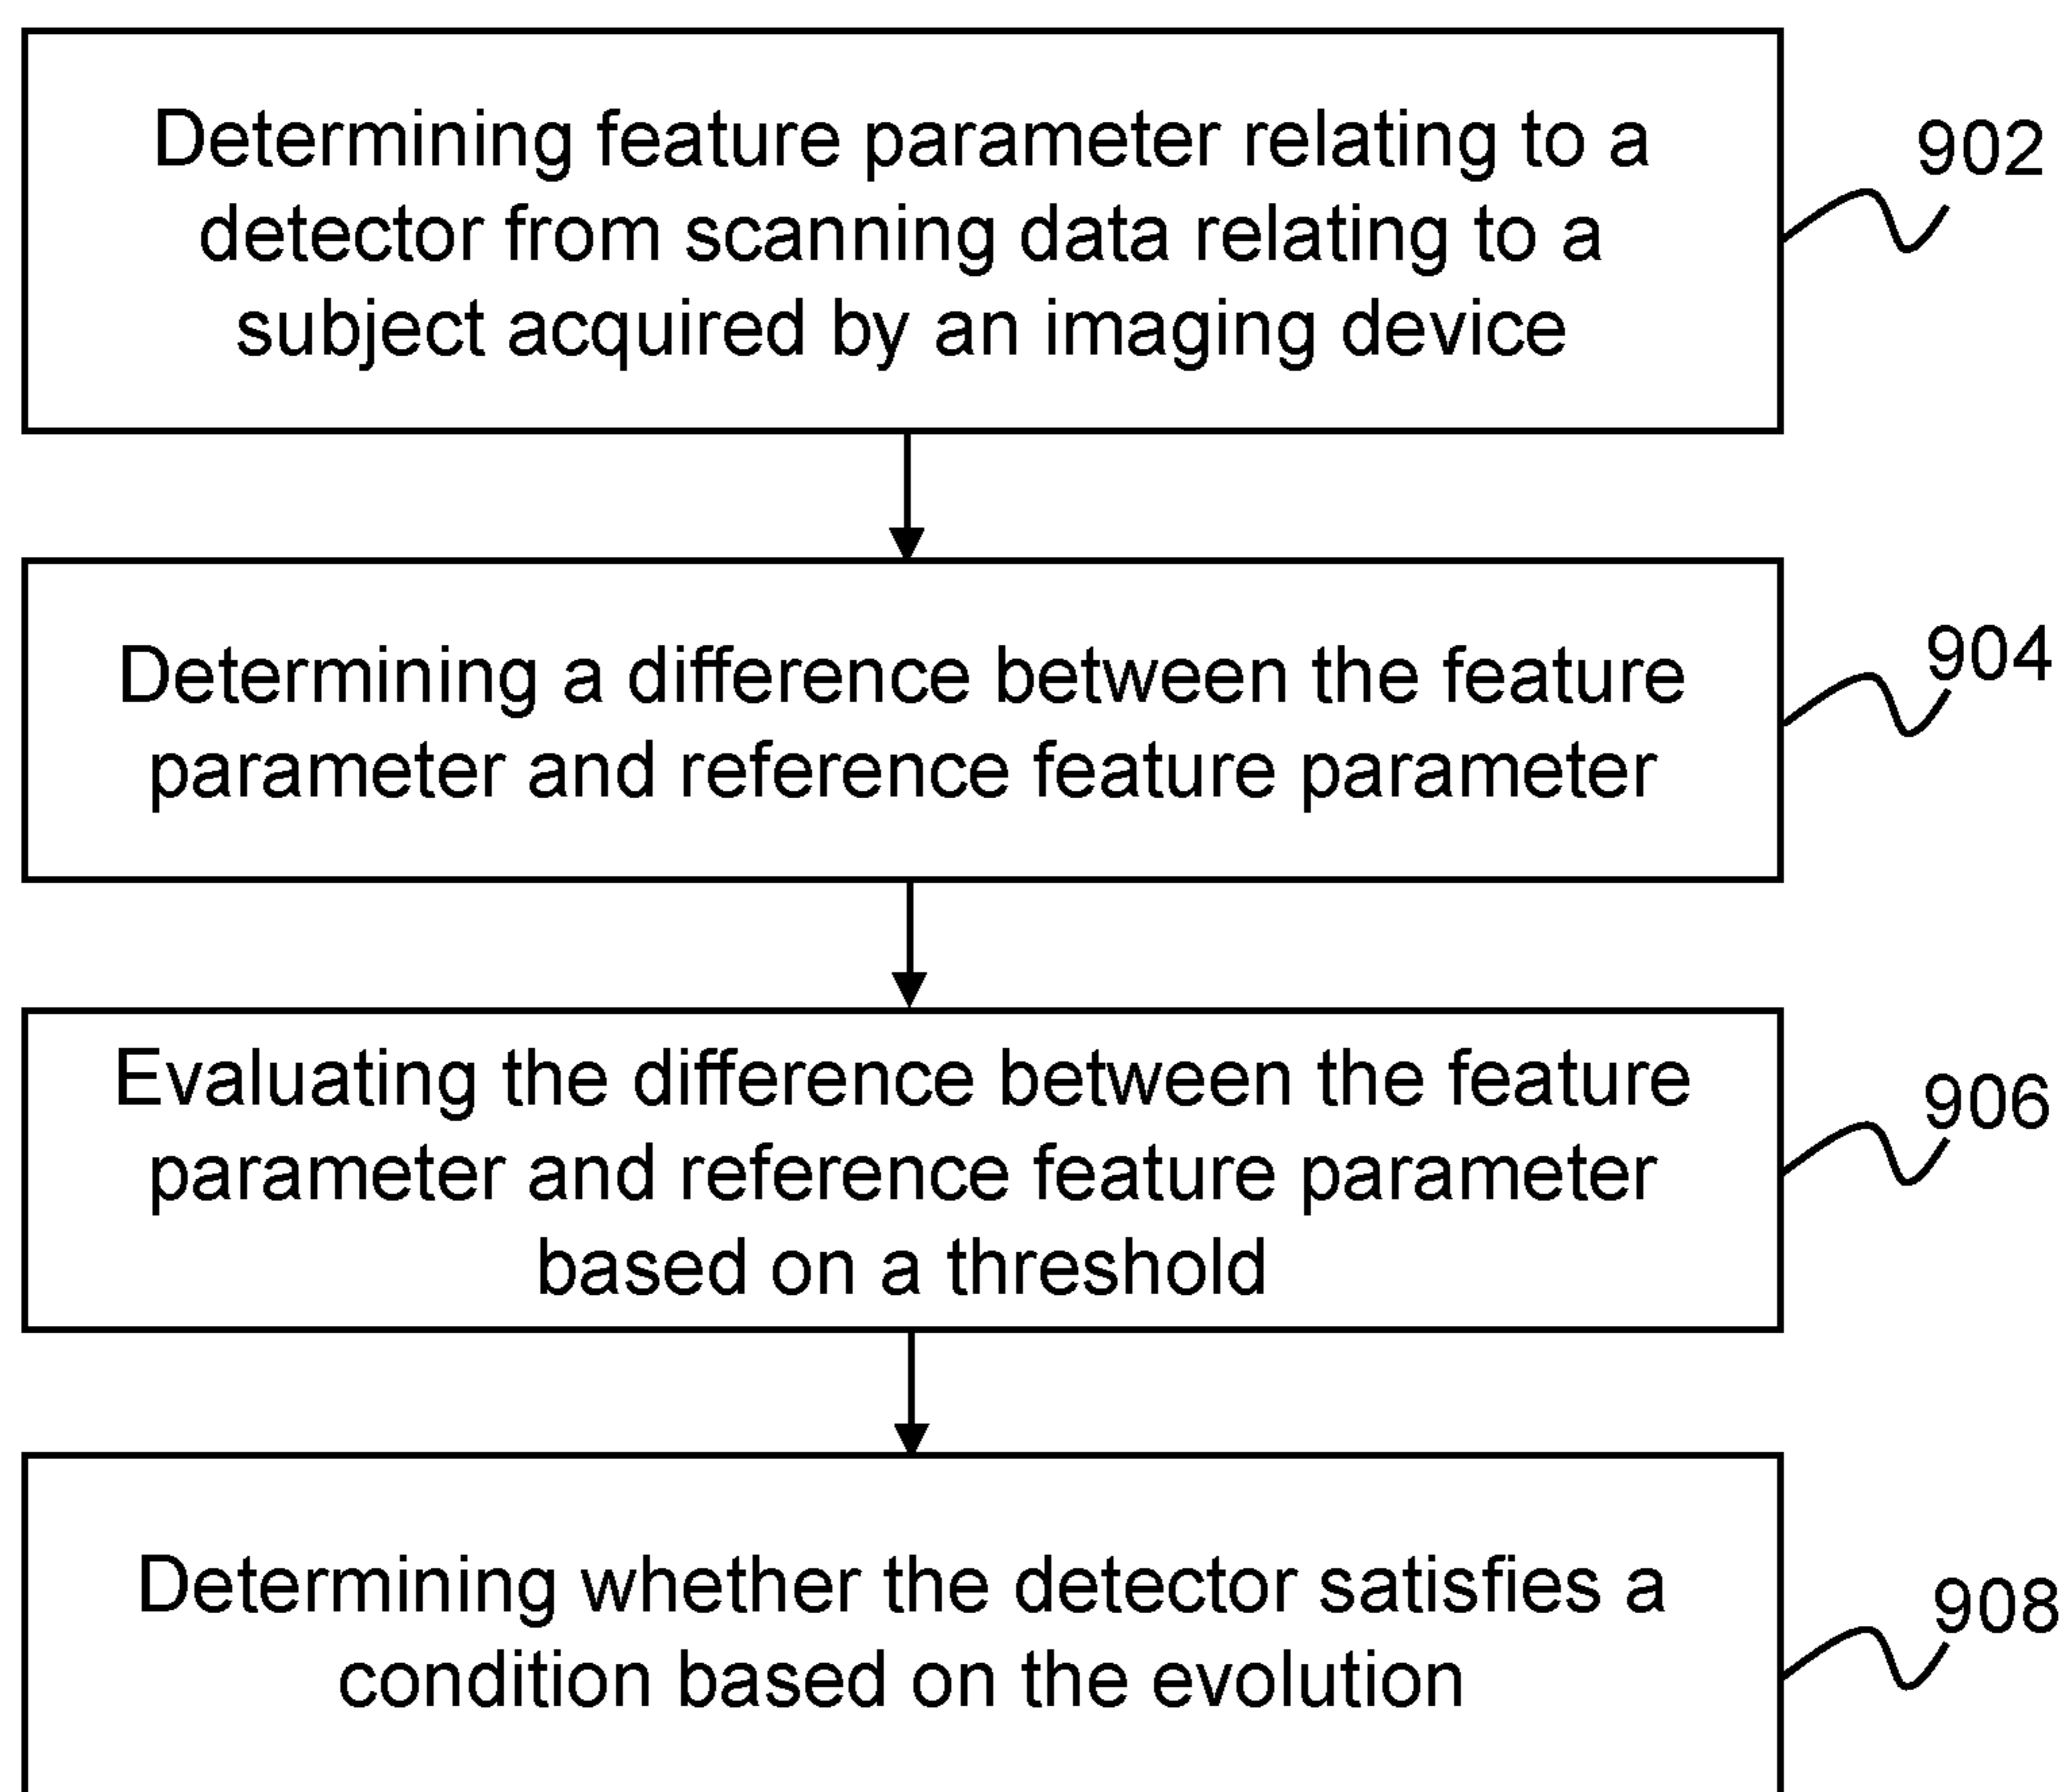 Determining feature parameter relating to a
detector from scanning data relating to a
subject acquired by an imaging device
902
Determining a difference between the feature
parameter and reference feature parameter
904
Evaluating the difference between the feature
parameter and reference feature parameter
based on a threshold
906
Determining whether the detector satisfies a
condition based on the evolution
908